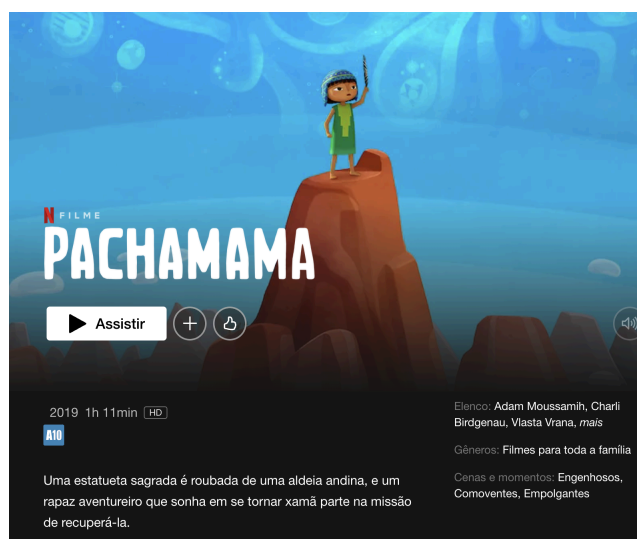 N FILME
PACHAMAMA
Assistir
2019 1h 11min HD
A10
Uma estatueta sagrada é roubada de uma aldeia andina, e um
rapaz aventureiro que sonha em se tornar xamã parte na missão
de recuperá-la.
Elenco: Adam Moussamih, Charli
Birdgenau, Vlasta Vrana, mais
Gêneros: Filmes para toda a família
Cenas e momentos: Engenhosos,
Comoventes, Empolgantes